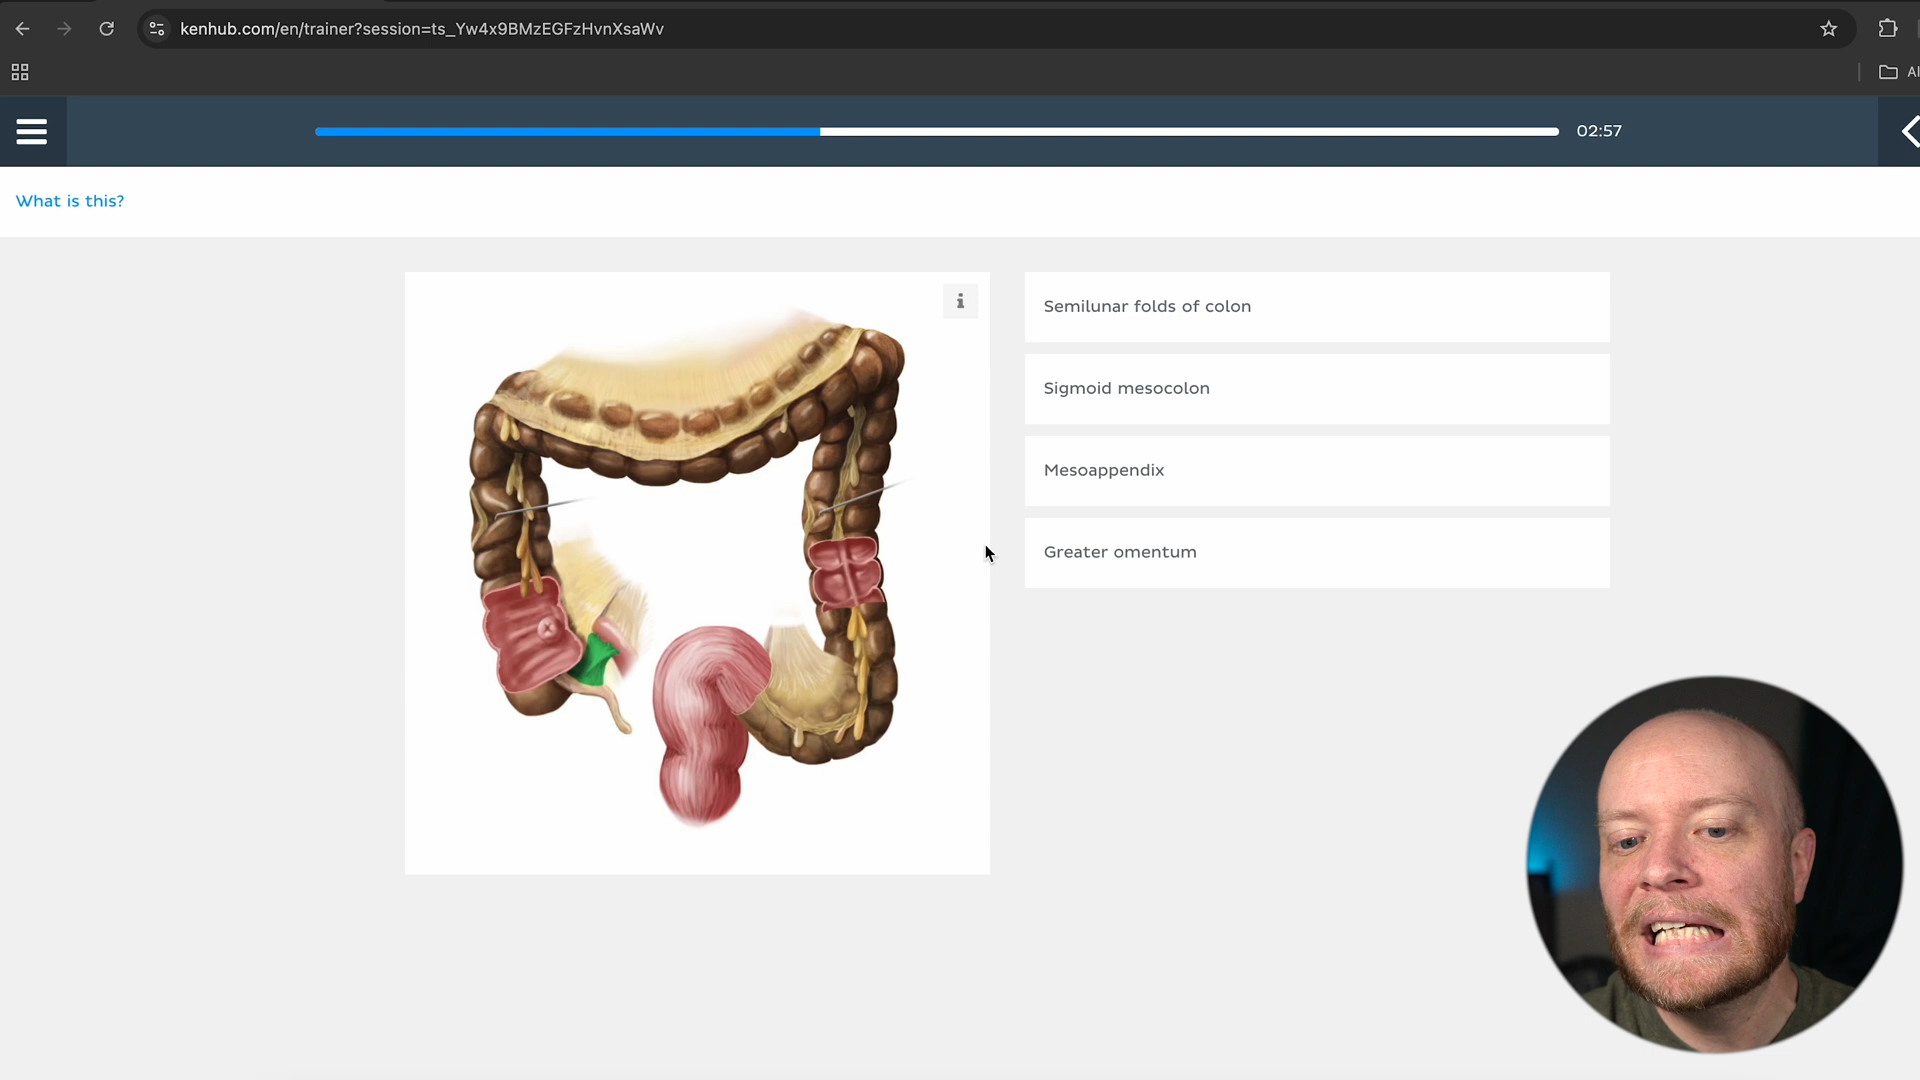 kenhub.com/en/trainer?session=ts_Yw4x9BMzEGFzHvnXsaWv
Al
02:57
What is this?
i
Semilunar folds of colon
Sigmoid mesocolon
Mesoappendix
Greater omentum